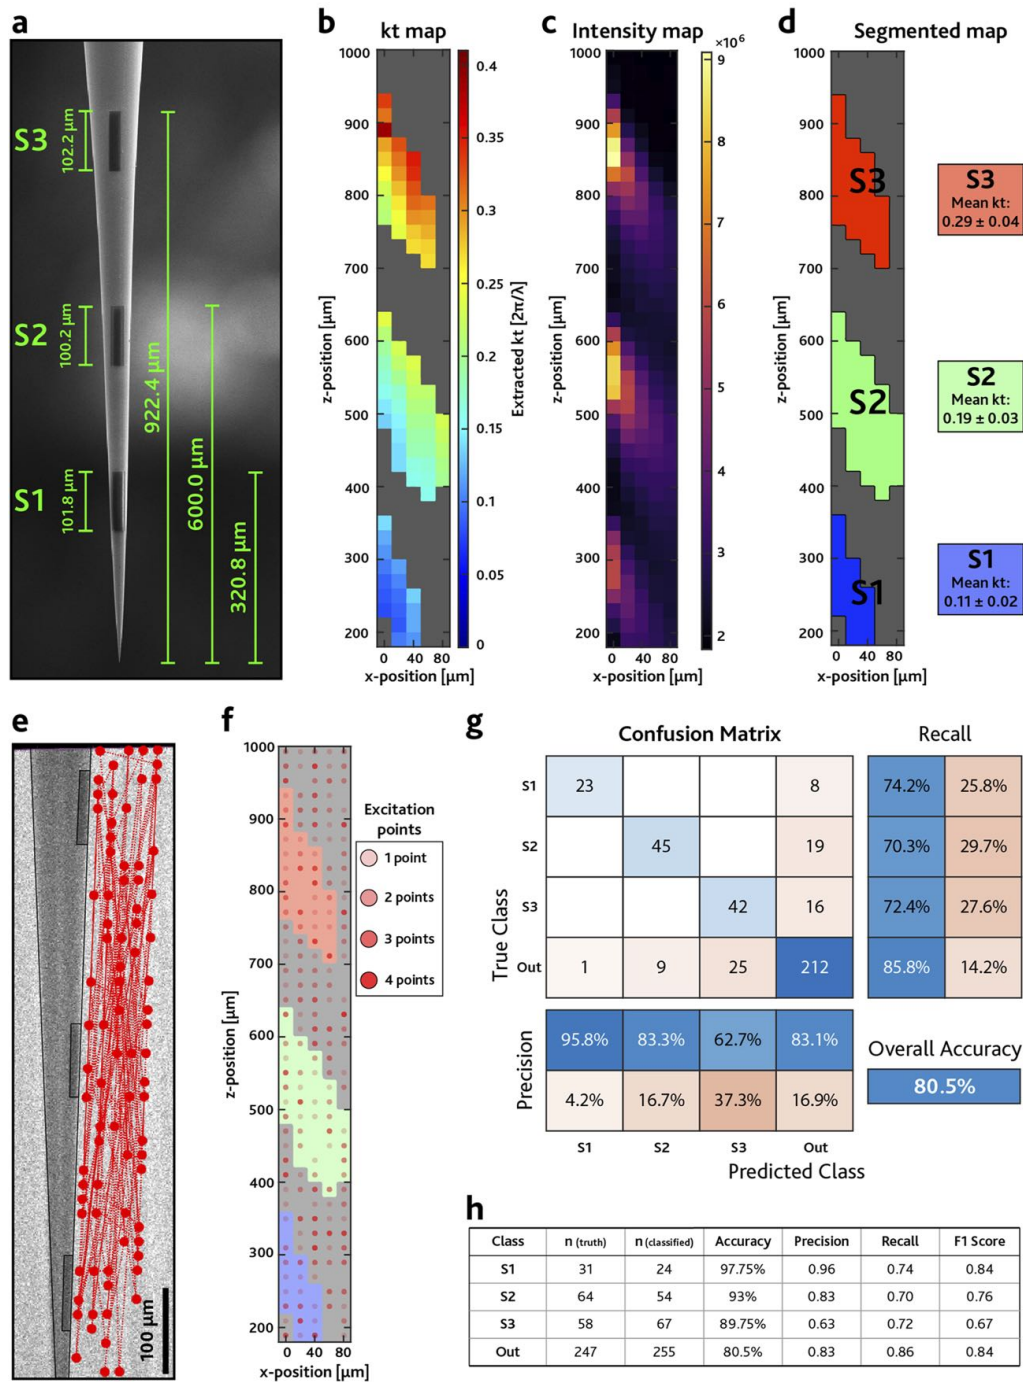 a
S3
102.2 µm
S2
100.2 µm
S1
101.8 µm
922.4 µm
600.0 µm
320.8 µm
b
kt map
1000
900
800
700
600
500
400
300
200
z-position [µm]
0 40 80
x-position [µm]
0.4
0.35
0.3
0.25
0.2
0.15
0.1
0.05
0
Extracted kt [2π/λ]
c
Intensity map
×10⁶
1000
900
800
700
600
500
400
300
200
z-position [µm]
0 40 80
x-position [µm]
9
8
7
6
5
4
3
2
d
Segmented map
1000
900
800
700
600
500
400
300
200
z-position [µm]
0 40 80
x-position [µm]
S3
S2
S1
S3
Mean kt:
0.29 ± 0.04
S2
Mean kt:
0.19 ± 0.03
S1
Mean kt:
0.11 ± 0.02
e
100 µm
f
1000
900
800
700
600
500
400
300
200
z-position [µm]
0 40 80
x-position [µm]
Excitation
points
1 point
2 points
3 points
4 points
g
Confusion Matrix
Recall
True Class
S1 23 8 74.2% 25.8%
S2 45 19 70.3% 29.7%
S3 42 16 72.4% 27.6%
Out 1 9 25 212 85.8% 14.2%
Precision
95.8% 83.3% 62.7% 83.1%
4.2% 16.7% 37.3% 16.9%
S1 S2 S3 Out
Predicted Class
Overall Accuracy
80.5%
h
Class n (truth) n (classified) Accuracy Precision Recall F1 Score
S1 31 24 97.75% 0.96 0.74 0.84
S2 64 54 93% 0.83 0.70 0.76
S3 58 67 89.75% 0.63 0.72 0.67
Out 247 255 80.5% 0.83 0.86 0.84